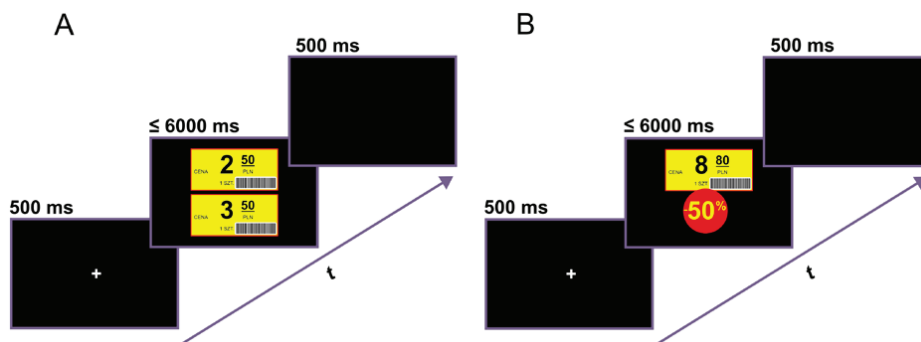 A
500 ms
≤ 6000 ms
2 50
CENA PLN
1 SZT.
3 50
CENA PLN
1 SZT.
500 ms
+
t
B
500 ms
≤ 6000 ms
8 80
CENA PLN
1 SZT.
-50%
500 ms
+
t